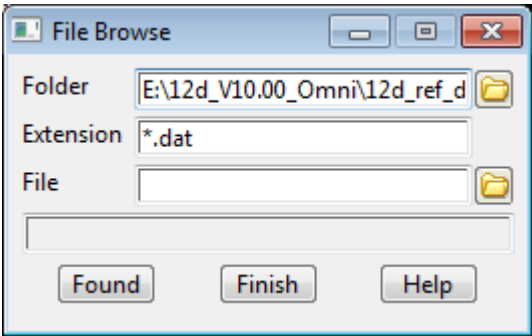 File Browse
Folder E:\12d_V10.00_Omni\12d_ref_d
Extension *.dat
File
Found Finish Help